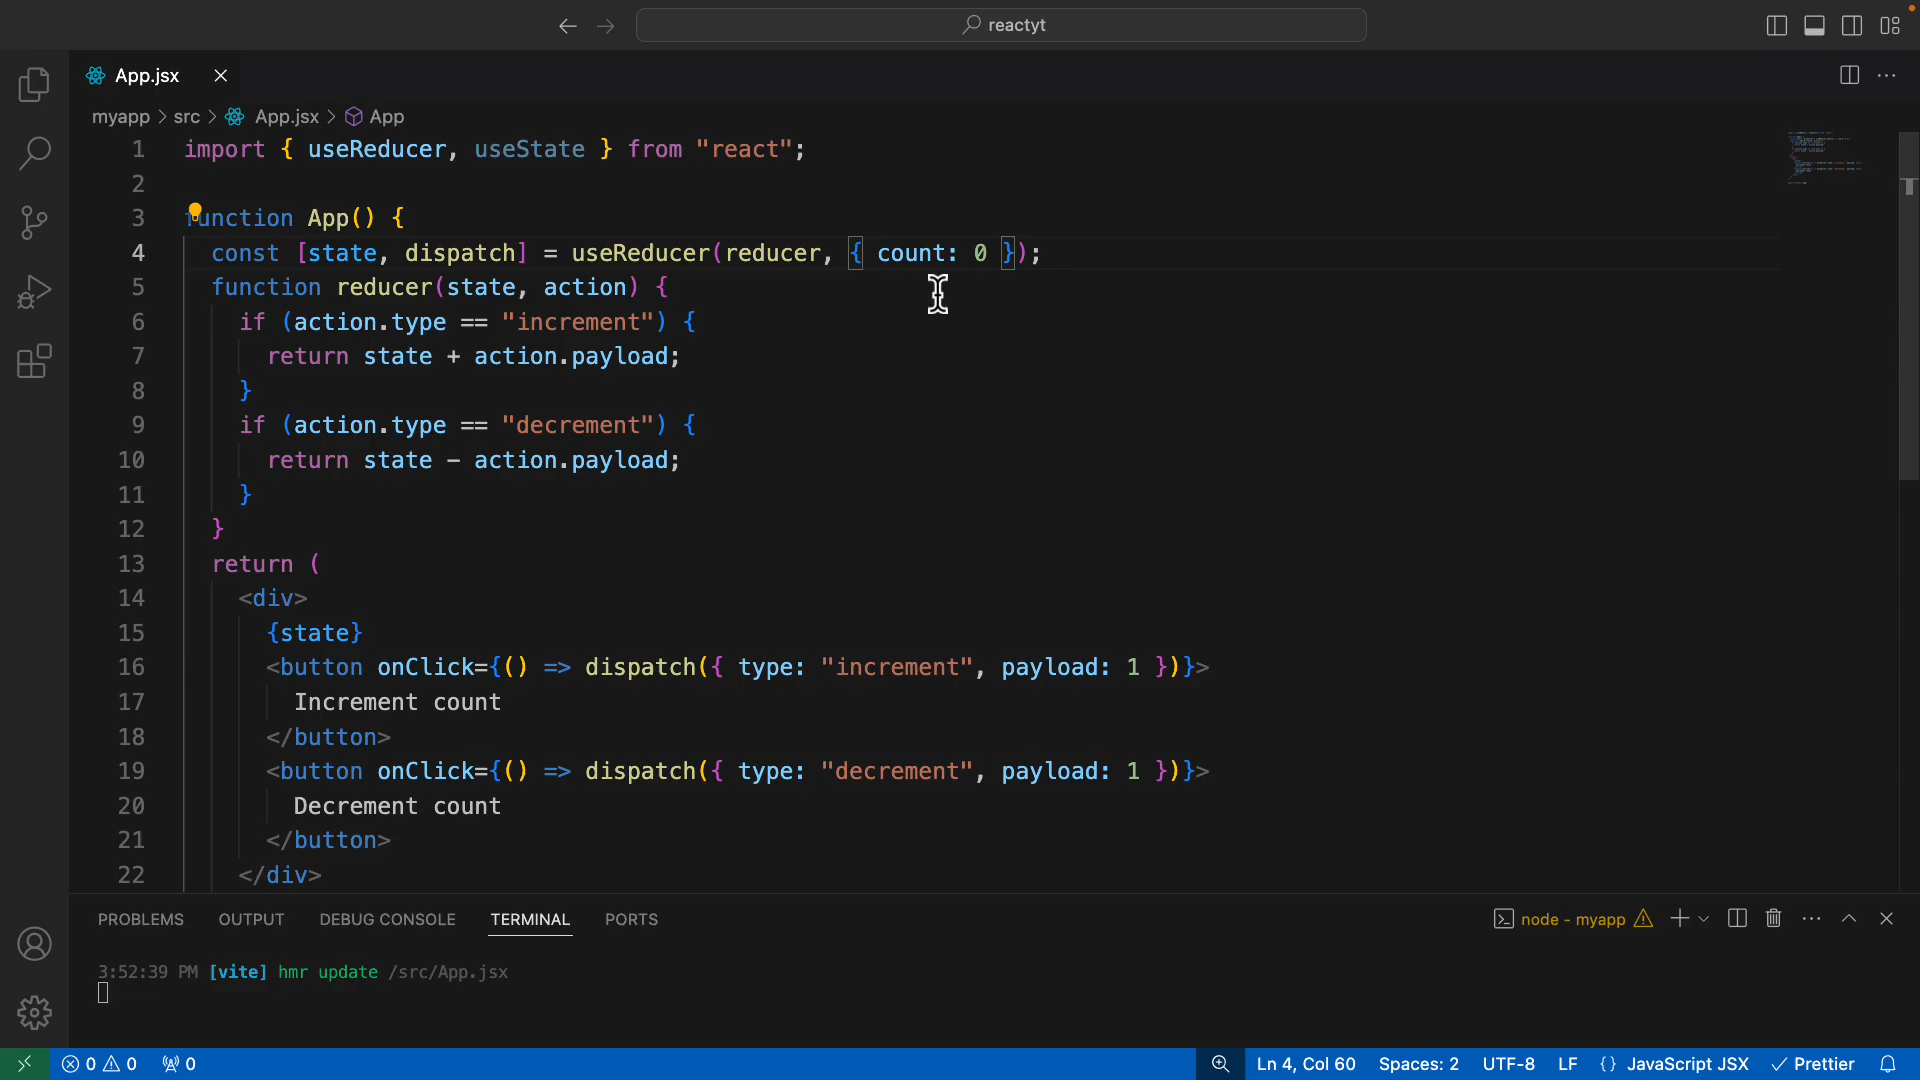 reactyt
App.jsx
myapp > src > App.jsx > App
1 import { useReducer, useState } from "react";
2
3 function App() {
4 const [state, dispatch] = useReducer(reducer, { count: 0 });
5 function reducer(state, action) {
6 if (action.type == "increment") {
7 return state + action.payload;
8 }
9 if (action.type == "decrement") {
10 return state - action.payload;
11 }
12 }
13 return (
14 <div>
15 {state}
16 <button onClick={() => dispatch({ type: "increment", payload: 1 })}>
17 Increment count
18 </button>
19 <button onClick={() => dispatch({ type: "decrement", payload: 1 })}>
20 Decrement count
21 </button>
22 </div>
PROBLEMS OUTPUT DEBUG CONSOLE TERMINAL PORTS node - myapp
3:52:39 PM [vite] hmr update /src/App.jsx
0 0 0 Ln 4, Col 60 Spaces: 2 UTF-8 LF {} JavaScript JSX Prettier